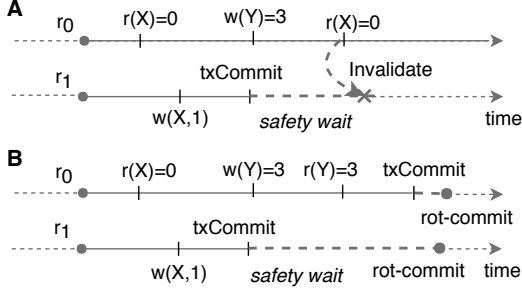 A
r0 r(X)=0 w(Y)=3 r(X)=0
Invalidate
r1 txCommit
w(X,1) safety wait time
B
r0 r(X)=0 w(Y)=3 r(Y)=3 txCommit
rot-commit
r1 txCommit
w(X,1) safety wait rot-commit time